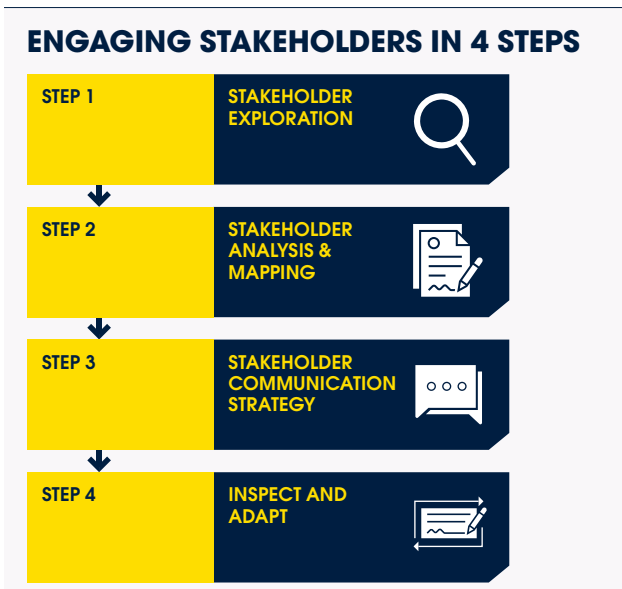 ENGAGING STAKEHOLDERS IN 4 STEPS
STEP 1
STAKEHOLDER
EXPLORATION
STEP 2
STAKEHOLDER
ANALYSIS &
MAPPING
STEP 3
STAKEHOLDER
COMMUNICATION
STRATEGY
STEP 4
INSPECT AND
ADAPT